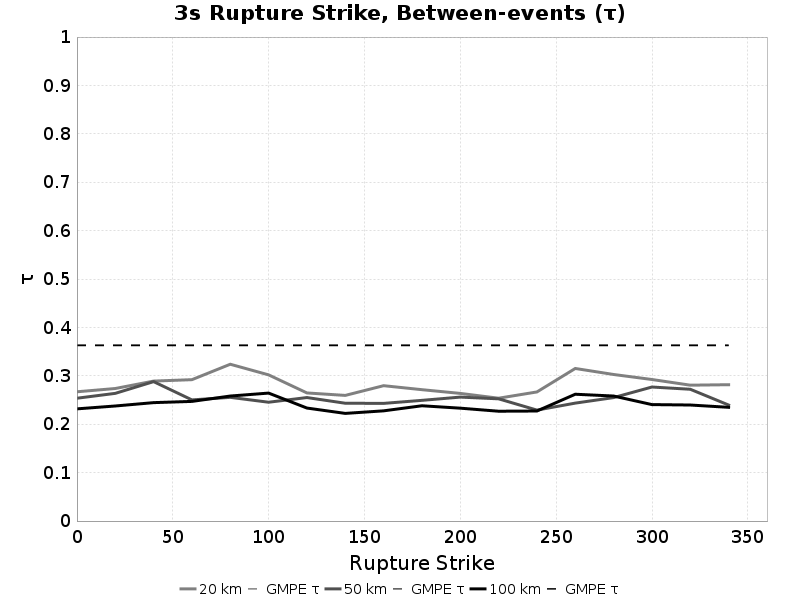 3s Rupture Strike, Between-events (τ)
1
0.9
0.8
0.7
0.6
0.5
0.4
0.3
0.2
0.1
0
τ
0 50 100 150 200 250 300 350
Rupture Strike
20 km GMPE τ 50 km GMPE τ 100 km GMPE τ